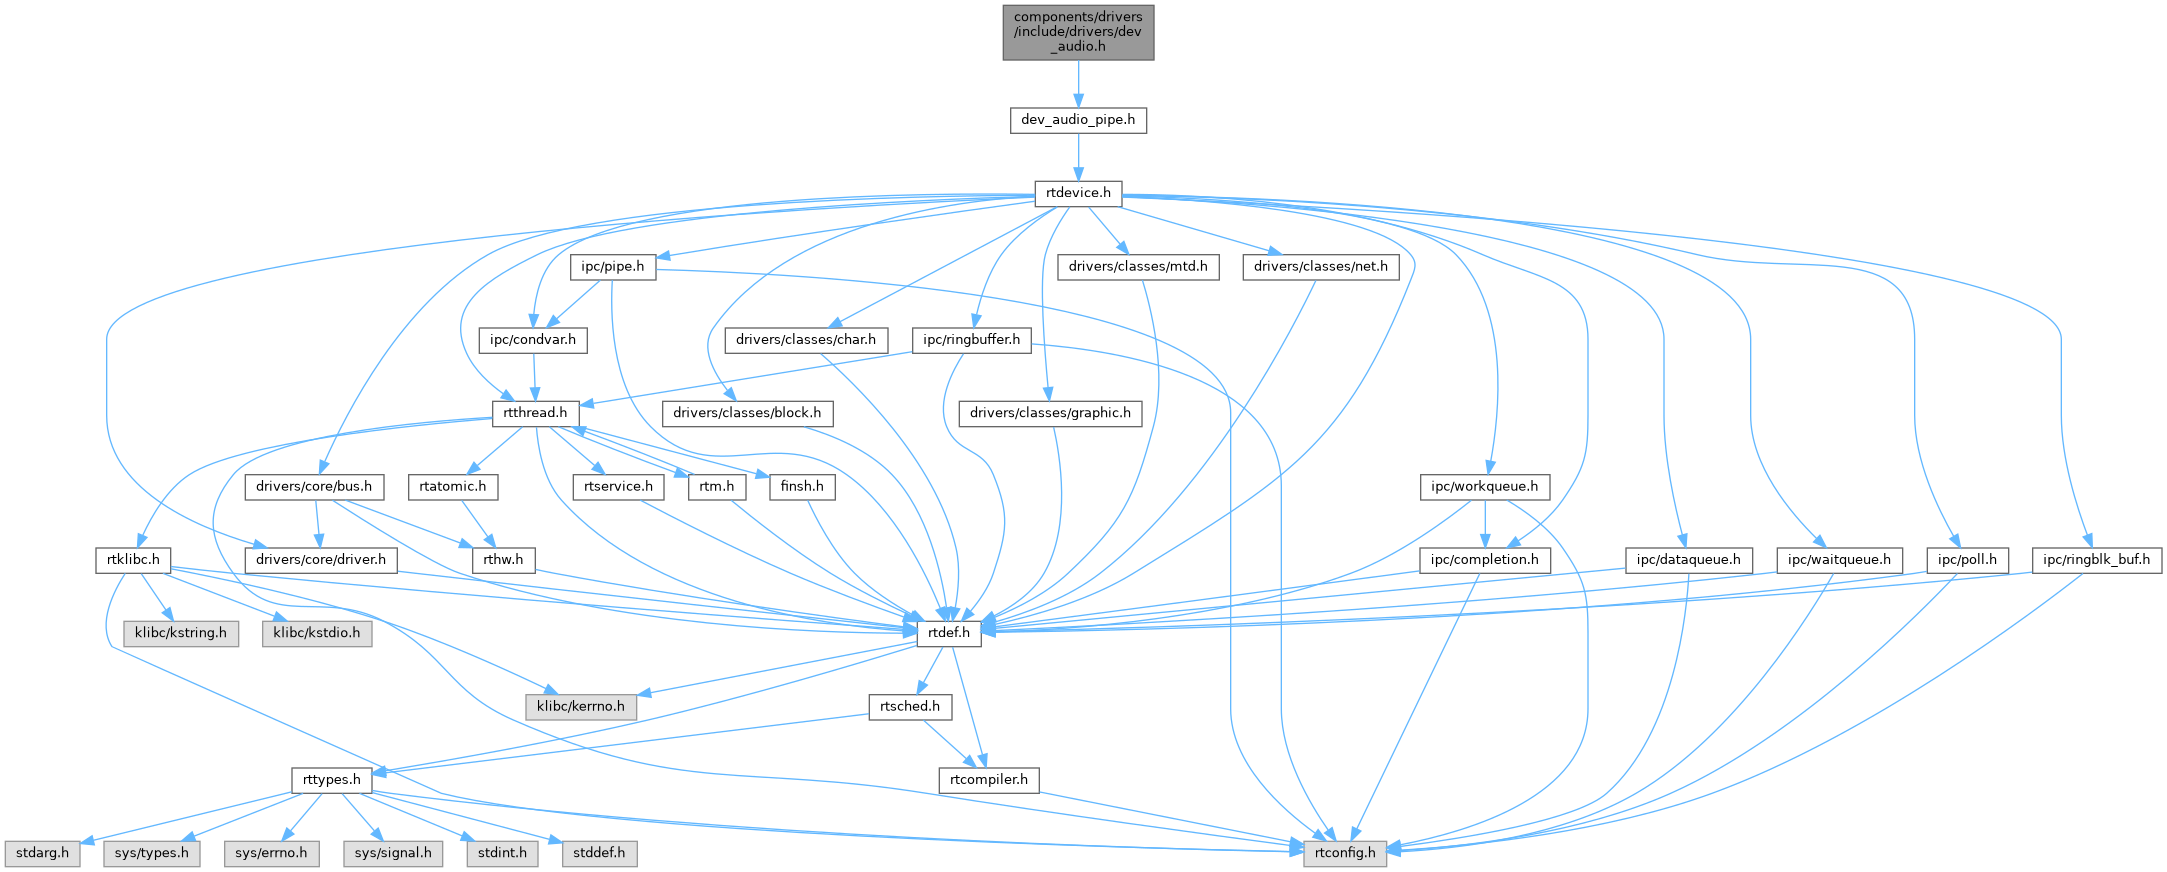 components/drivers
/include/drivers/dev
_audio.h
dev_audio_pipe.h
rtdevice.h
ipc/pipe.h
drivers/classes/mtd.h
drivers/classes/net.h
ipc/condvar.h
drivers/classes/char.h
ipc/ringbuffer.h
rtthread.h
drivers/classes/block.h
drivers/classes/graphic.h
drivers/core/bus.h
rtatomic.h
rtservice.h
rtm.h
finsh.h
ipc/workqueue.h
rtklibc.h
drivers/core/driver.h
rthw.h
ipc/completion.h
ipc/dataqueue.h
ipc/waitqueue.h
ipc/poll.h
ipc/ringblk_buf.h
klibc/kstring.h
klibc/kstdio.h
rtdef.h
klibc/kerrno.h
rtsched.h
rttypes.h
rtcompiler.h
stdarg.h
sys/types.h
sys/errno.h
sys/signal.h
stdint.h
stddef.h
rtconfig.h